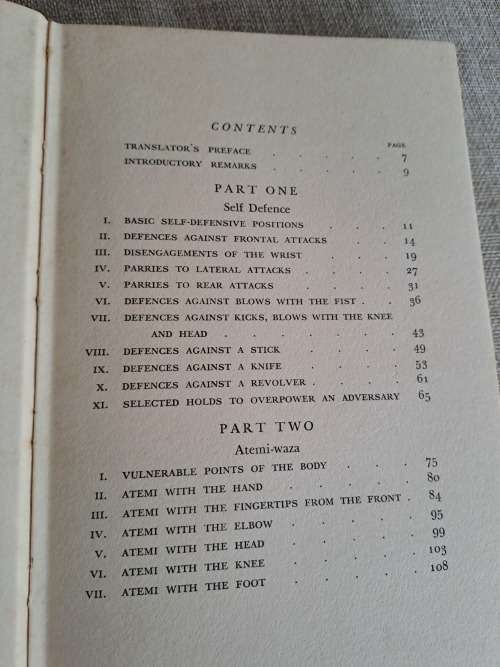 CONTENTS
PAGE
TRANSLATOR'S PREFACE . . . . . 7
INTRODUCTORY REMARKS . . . . . 9
PART ONE
Self Defence
I. BASIC SELF-DEFENSIVE POSITIONS . . . 11
II. DEFENCES AGAINST FRONTAL ATTACKS . . . 14
III. DISENGAGEMENTS OF THE WRIST . . . 19
IV. PARRIES TO LATERAL ATTACKS . . . . 27
V. PARRIES TO REAR ATTACKS . . . . 31
VI. DEFENCES AGAINST BLOWS WITH THE FIST . . 36
VII. DEFENCES AGAINST KICKS, BLOWS WITH THE KNEE
AND HEAD . . . . . . . 43
VIII. DEFENCES AGAINST A STICK . . . . 49
IX. DEFENCES AGAINST A KNIFE . . . . 53
X. DEFENCES AGAINST A REVOLVER . . . . 61
XI. SELECTED HOLDS TO OVERPOWER AN ADVERSARY 65
PART TWO
Atemi-waza
I. VULNERABLE POINTS OF THE BODY . . . 75
II. ATEMI WITH THE HAND . . . . . 80
III. ATEMI WITH THE FINGERTIPS FROM THE FRONT . 84
IV. ATEMI WITH THE ELBOW . . . . . 95
V. ATEMI WITH THE HEAD . . . . . 99
VI. ATEMI WITH THE KNEE . . . . . 103
VII. ATEMI WITH THE FOOT . . . . . 108